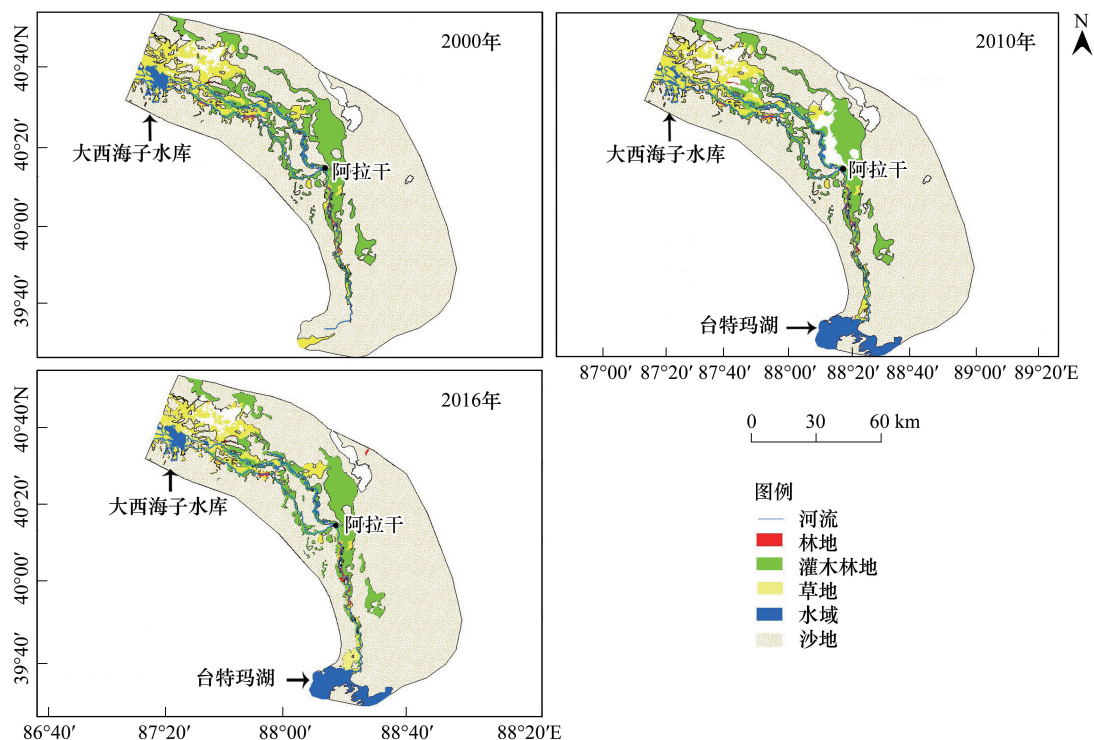 2000年
40°40′N
40°20′
40°00′
39°40′
大西海子水库
阿拉干
2010年
大西海子水库
阿拉干
台特玛湖
87°00′ 87°20′ 87°40′ 88°00′ 88°20′ 88°40′ 89°00′ 89°20′E
N
2016年
40°40′N
40°20′
40°00′
39°40′
大西海子水库
阿拉干
台特玛湖
86°40′ 87°20′ 88°00′ 88°40′ 88°20′E
0 30 60 km
图例
河流
林地
灌木林地
草地
水域
沙地